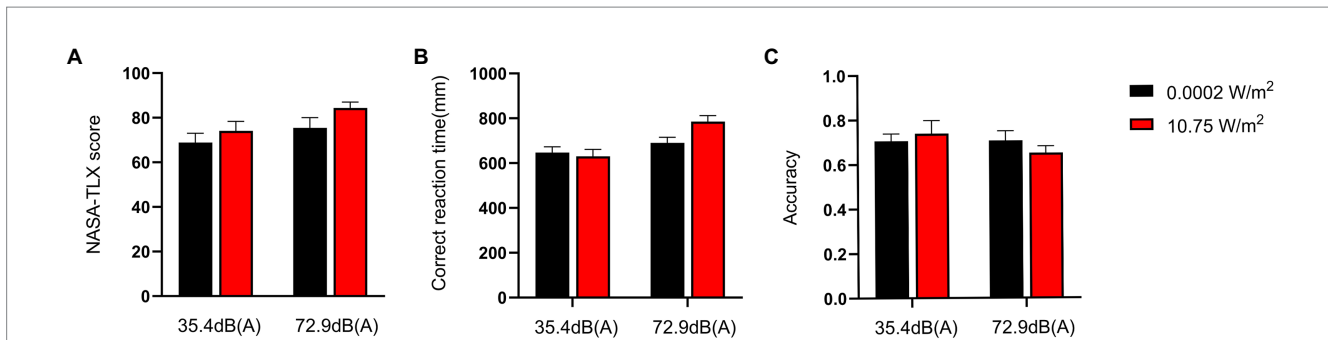 A
NASA-TLX score
100
80
60
40
20
0
35.4dB(A)
72.9dB(A)
B
Correct reaction time(mm)
1000
800
600
400
200
0
35.4dB(A)
72.9dB(A)
C
Accuracy
1.0
0.8
0.6
0.4
0.2
0.0
35.4dB(A)
72.9dB(A)
0.0002 W/m²
10.75 W/m²